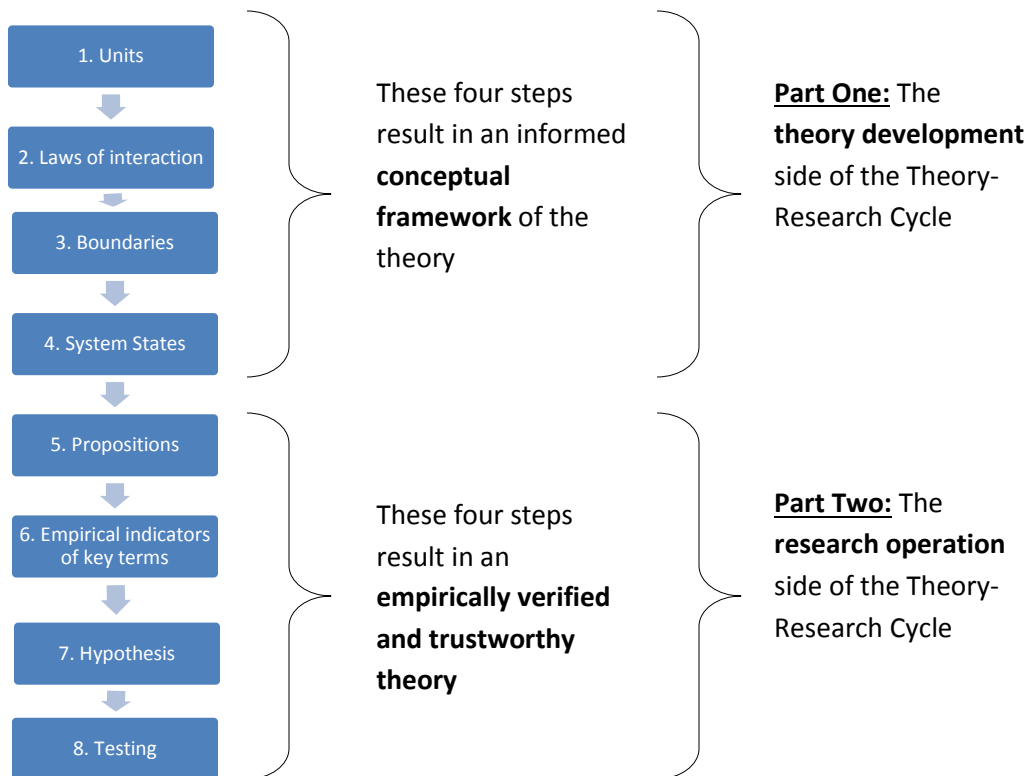 1. Units
2. Laws of interaction
3. Boundaries
4. System States
5. Propositions
6. Empirical indicators
of key terms
7. Hypothesis
8. Testing
These four steps
result in an informed
conceptual
framework of the
theory
These four steps
result in an
empirically verified
and trustworthy
theory
Part One: The
theory development
side of the Theory-
Research Cycle
Part Two: The
research operation
side of the Theory-
Research Cycle